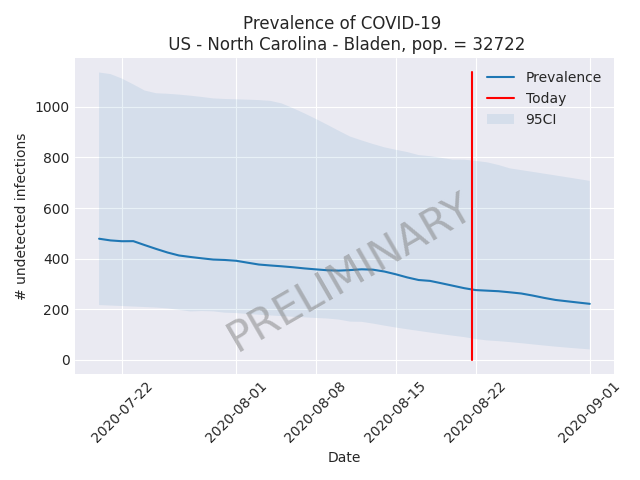 Prevalence of COVID-19
US - North Carolina - Bladen, pop. = 32722
Prevalence
Today
95CI
1000
800
600
400
200
0
# undetected infections
PRELIMINARY
2020-07-22
2020-08-01
2020-08-08
2020-08-15
2020-08-22
2020-09-01
Date